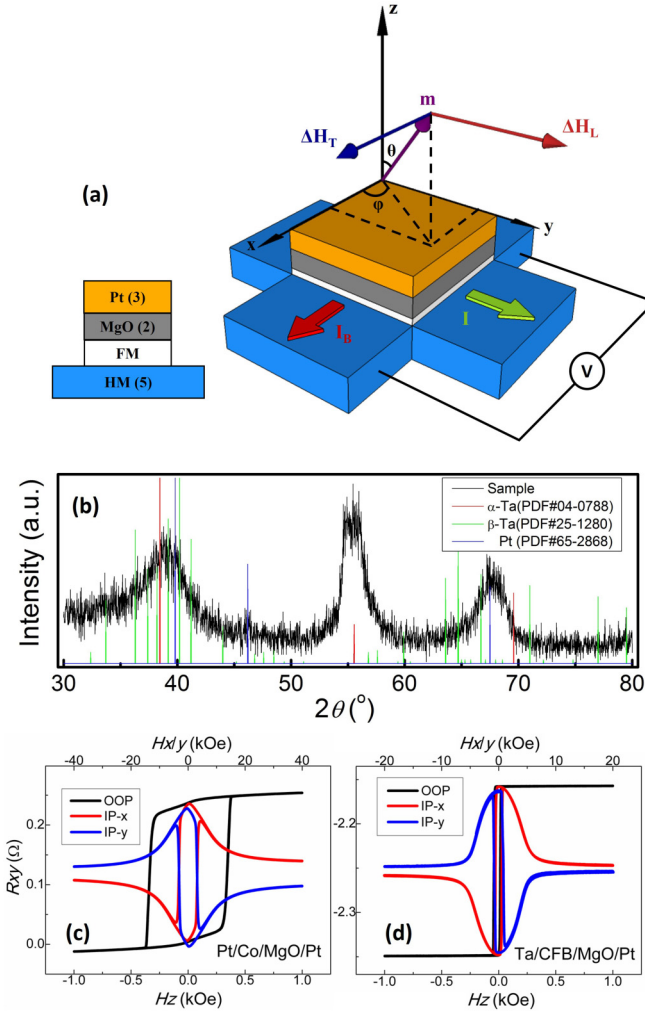 z
m
ΔH_T
ΔH_L
θ
(a)
φ
x
y
Pt (3)
MgO (2)
FM
HM (5)
I_B
I
V
(b)
Sample
α-Ta(PDF#04-0788)
β-Ta(PDF#25-1280)
Pt (PDF#65-2868)
Intensity (a.u.)
30 40 50 60 70 80
2θ (°)
Hx/y (kOe)
-40 -20 0 20 40
OOP
IP-x
IP-y
0.2
0.1
0.0
Rxy (Ω)
(c)
Pt/Co/MgO/Pt
-1.0 -0.5 0.0 0.5 1.0
Hz (kOe)
Hx/y (kOe)
-20 -10 0 10 20
OOP
IP-x
IP-y
-2.2
-2.3
(d)
Ta/CFB/MgO/Pt
-1.0 -0.5 0.0 0.5 1.0
Hz (kOe)